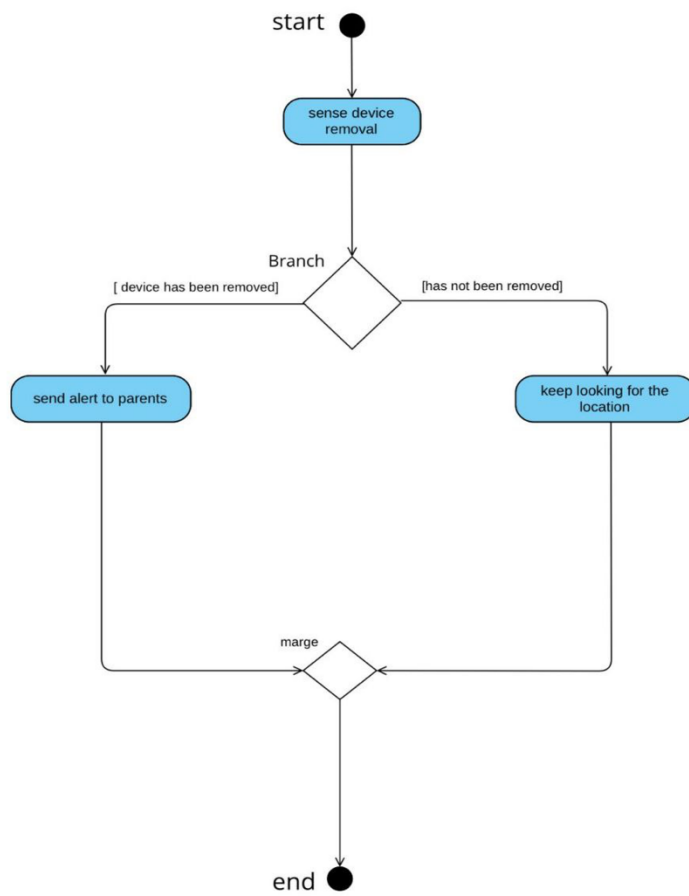 start
sense device
removal
Branch
[ device has been removed]
[has not been removed]
send alert to parents
keep looking for the
location
marge
end